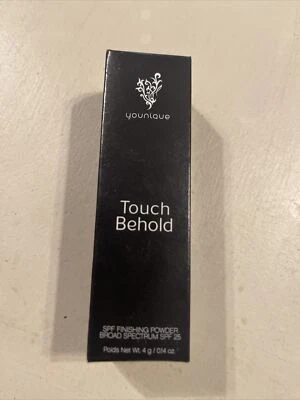 younique
Touch
Behold
SPF FINISHING POWDER
BROAD SPECTRUM SPF 25
Poids Net Wt. 4 g / 0.14 oz.